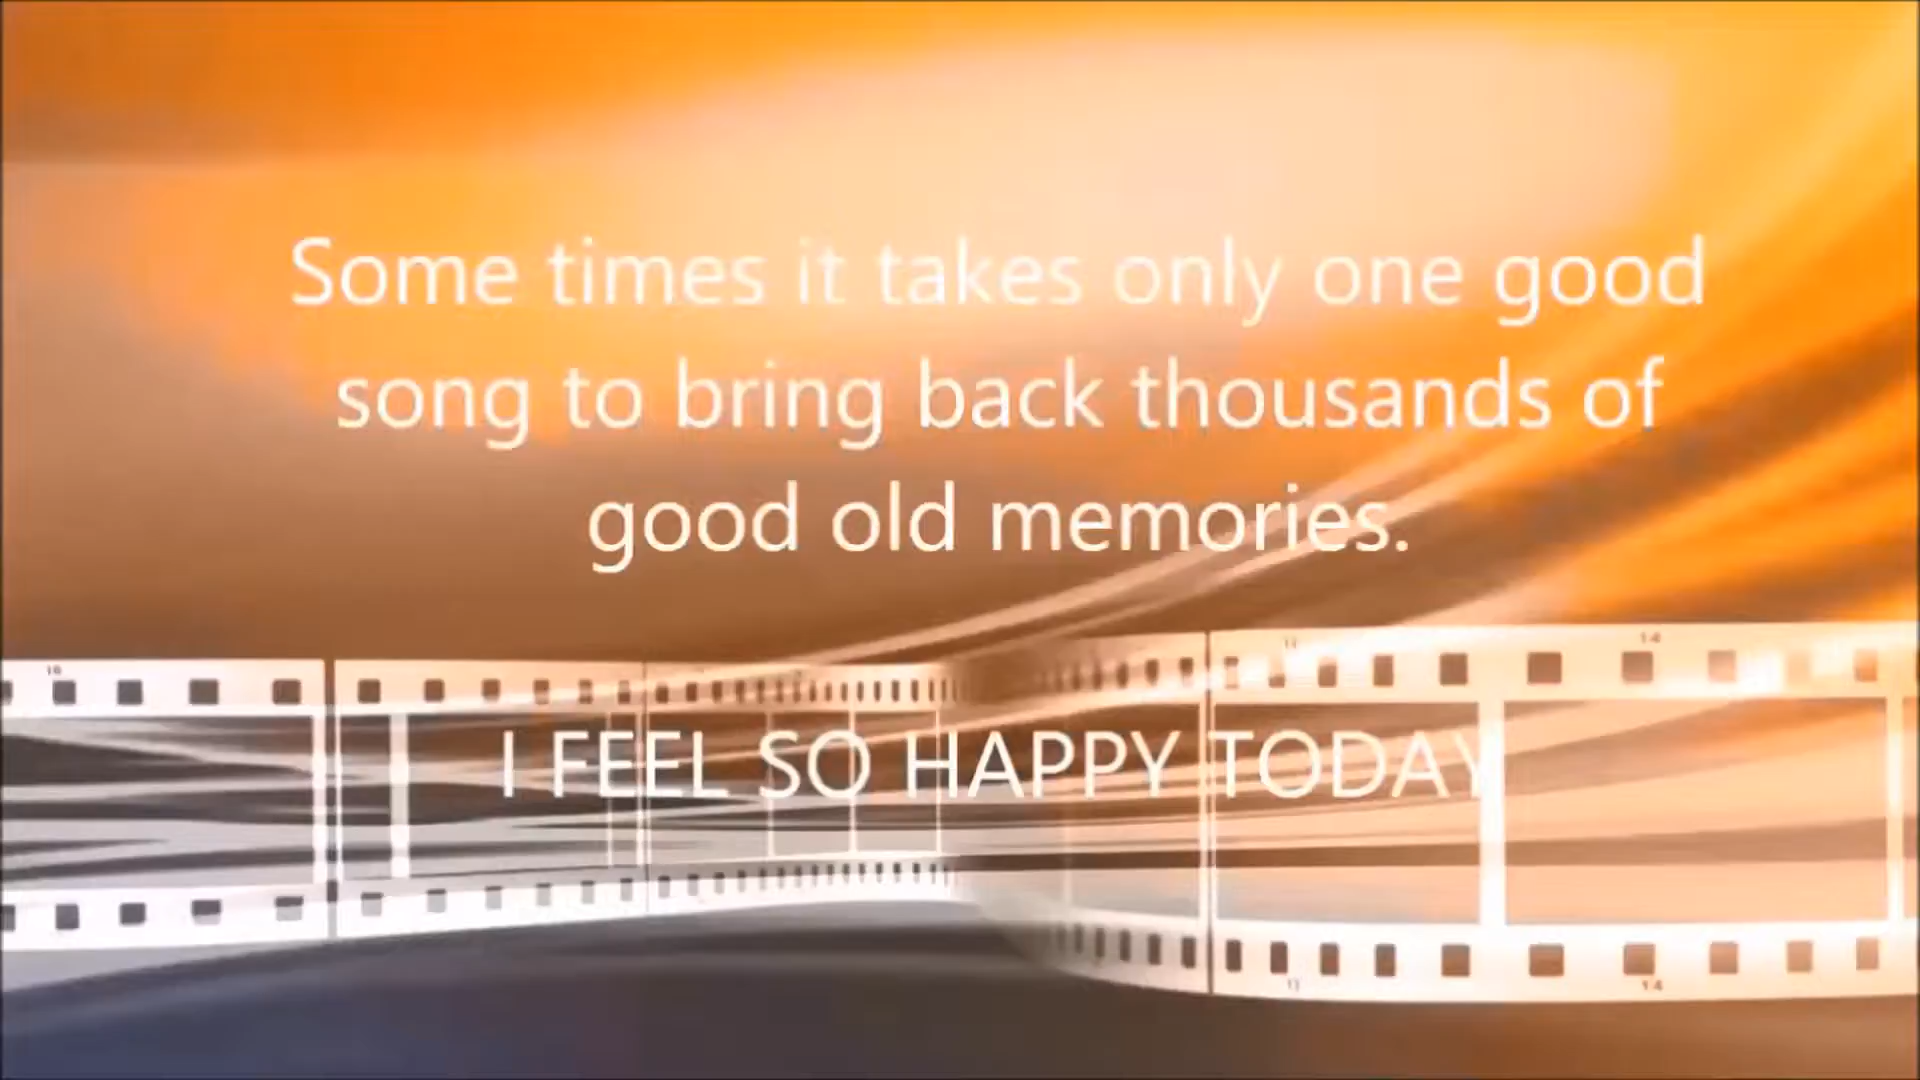 Some times it takes only one good
song to bring back thousands of
good old memories.
I FEEL SO HAPPY TODAY